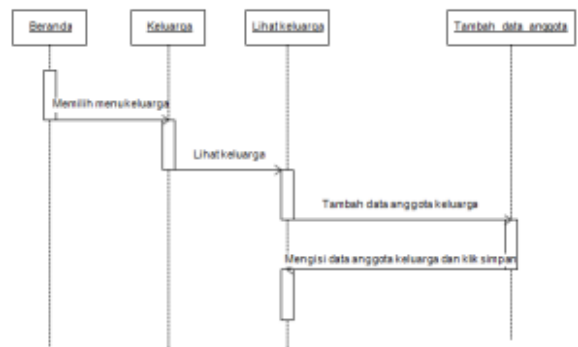 Beranda
Keluarga
Lihat keluarga
Tambah data anggota
Memilih menu keluarga
Lihat keluarga
Tambah data anggota keluarga
Mengisi data anggota keluarga dan klik simpan